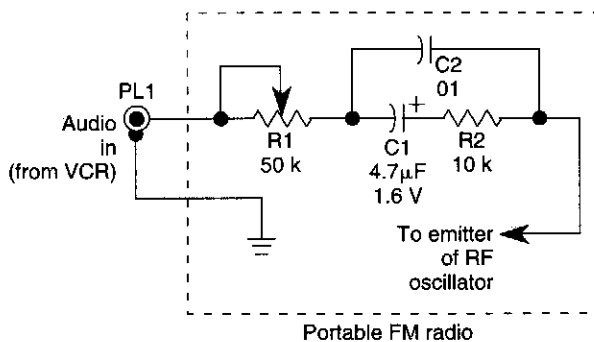 PL1
Audio
in
(from VCR)
R1
50 k
C2
01
+
C1
4.7µF
1.6 V
R2
10 k
To emitter
of RF
oscillator
Portable FM radio